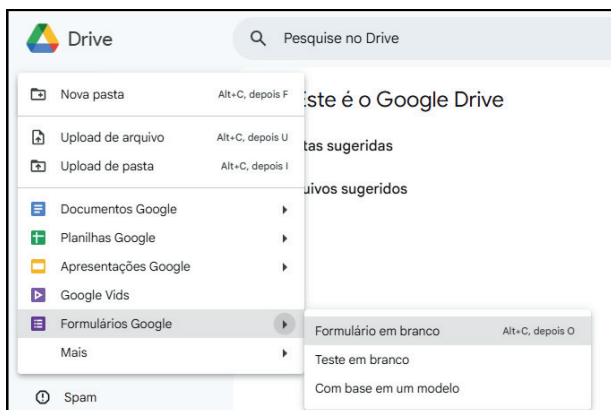 Drive
Pesquise no Drive
Nova pasta Alt+C, depois F
Este é o Google Drive
Upload de arquivo Alt+C, depois U
tas sugeridas
Upload de pasta Alt+C, depois I
uivos sugeridos
Documentos Google
Planilhas Google
Apresentações Google
Google Vids
Formulários Google
Formulário em branco Alt+C, depois O
Mais
Teste em branco
Com base em um modelo
Spam